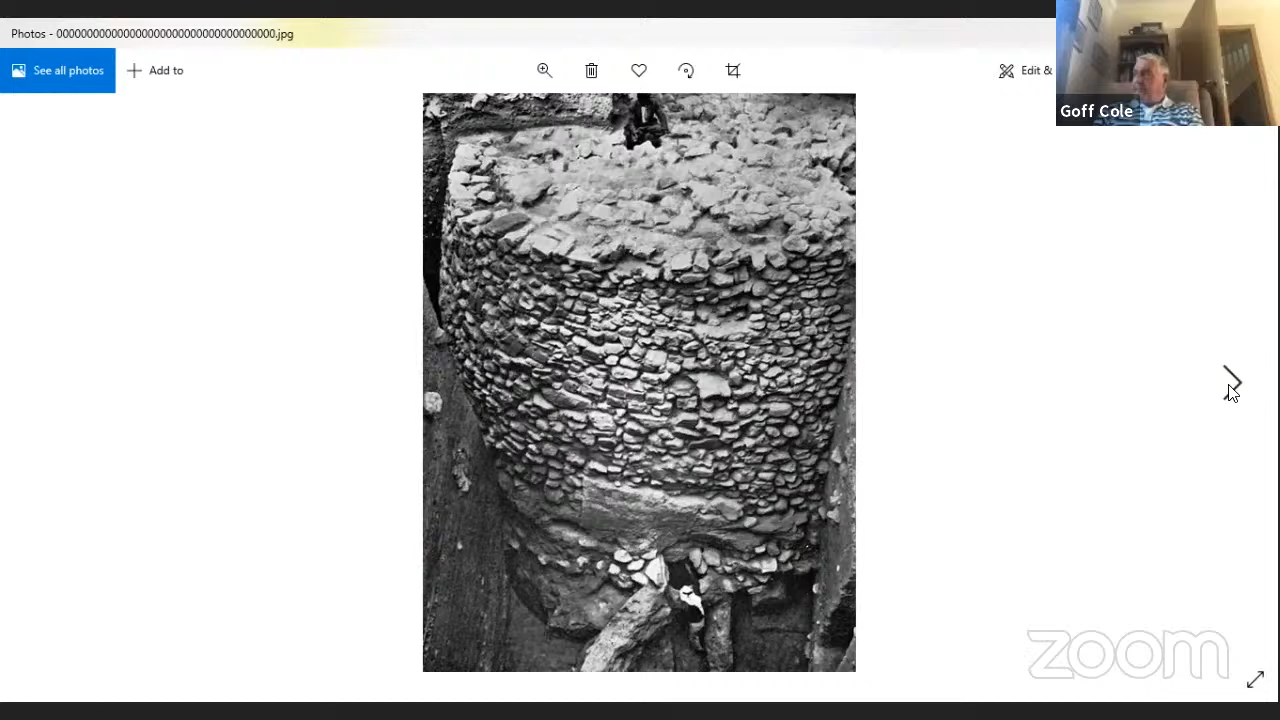 Photos - 0000000000000000000000000000000000000.jpg
See all photos
Add to
Edit &
Goff Cole
zoom